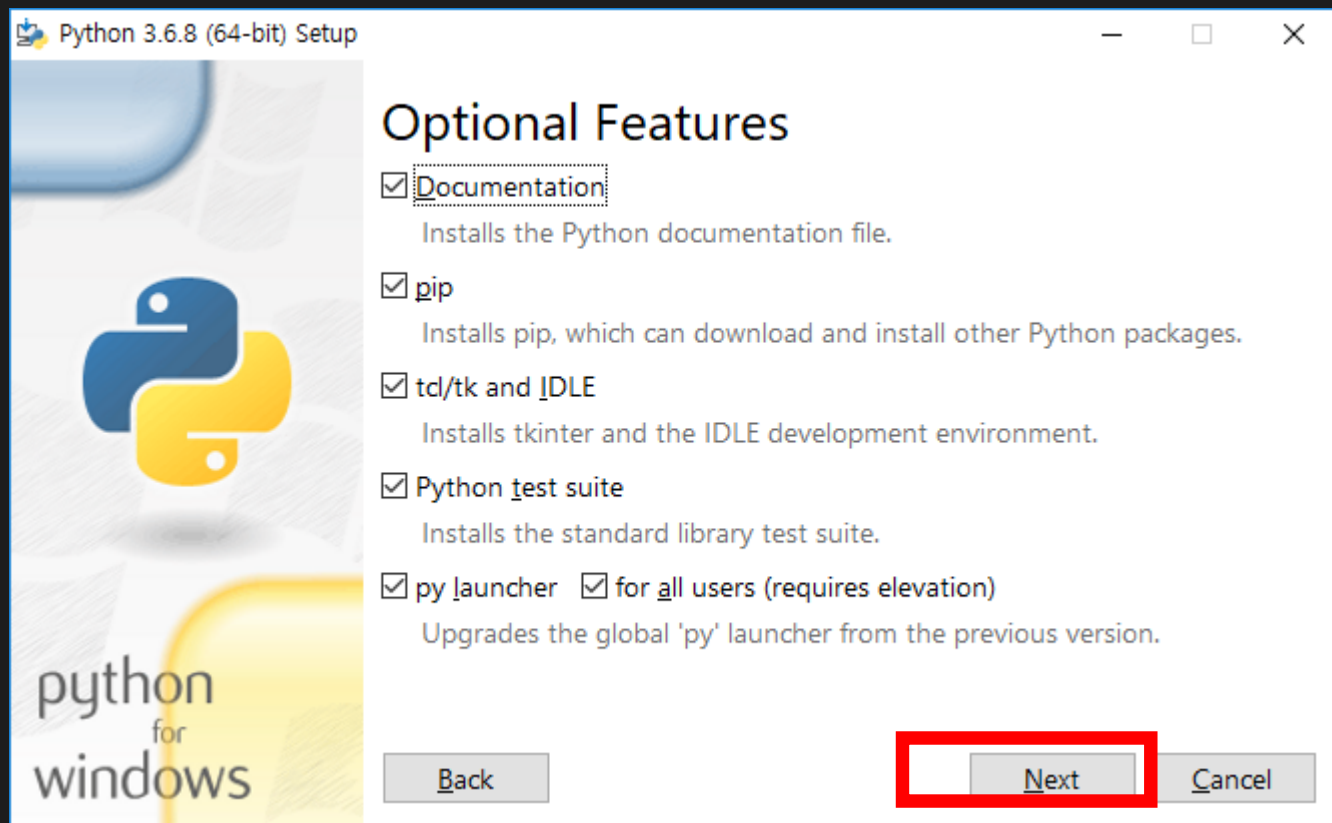 Python 3.6.8 (64-bit) Setup
Optional Features
Documentation
Installs the Python documentation file.
pip
Installs pip, which can download and install other Python packages.
tcl/tk and IDLE
Installs tkinter and the IDLE development environment.
Python test suite
Installs the standard library test suite.
py launcher for all users (requires elevation)
Upgrades the global 'py' launcher from the previous version.
python
for
windows
Back Next Cancel